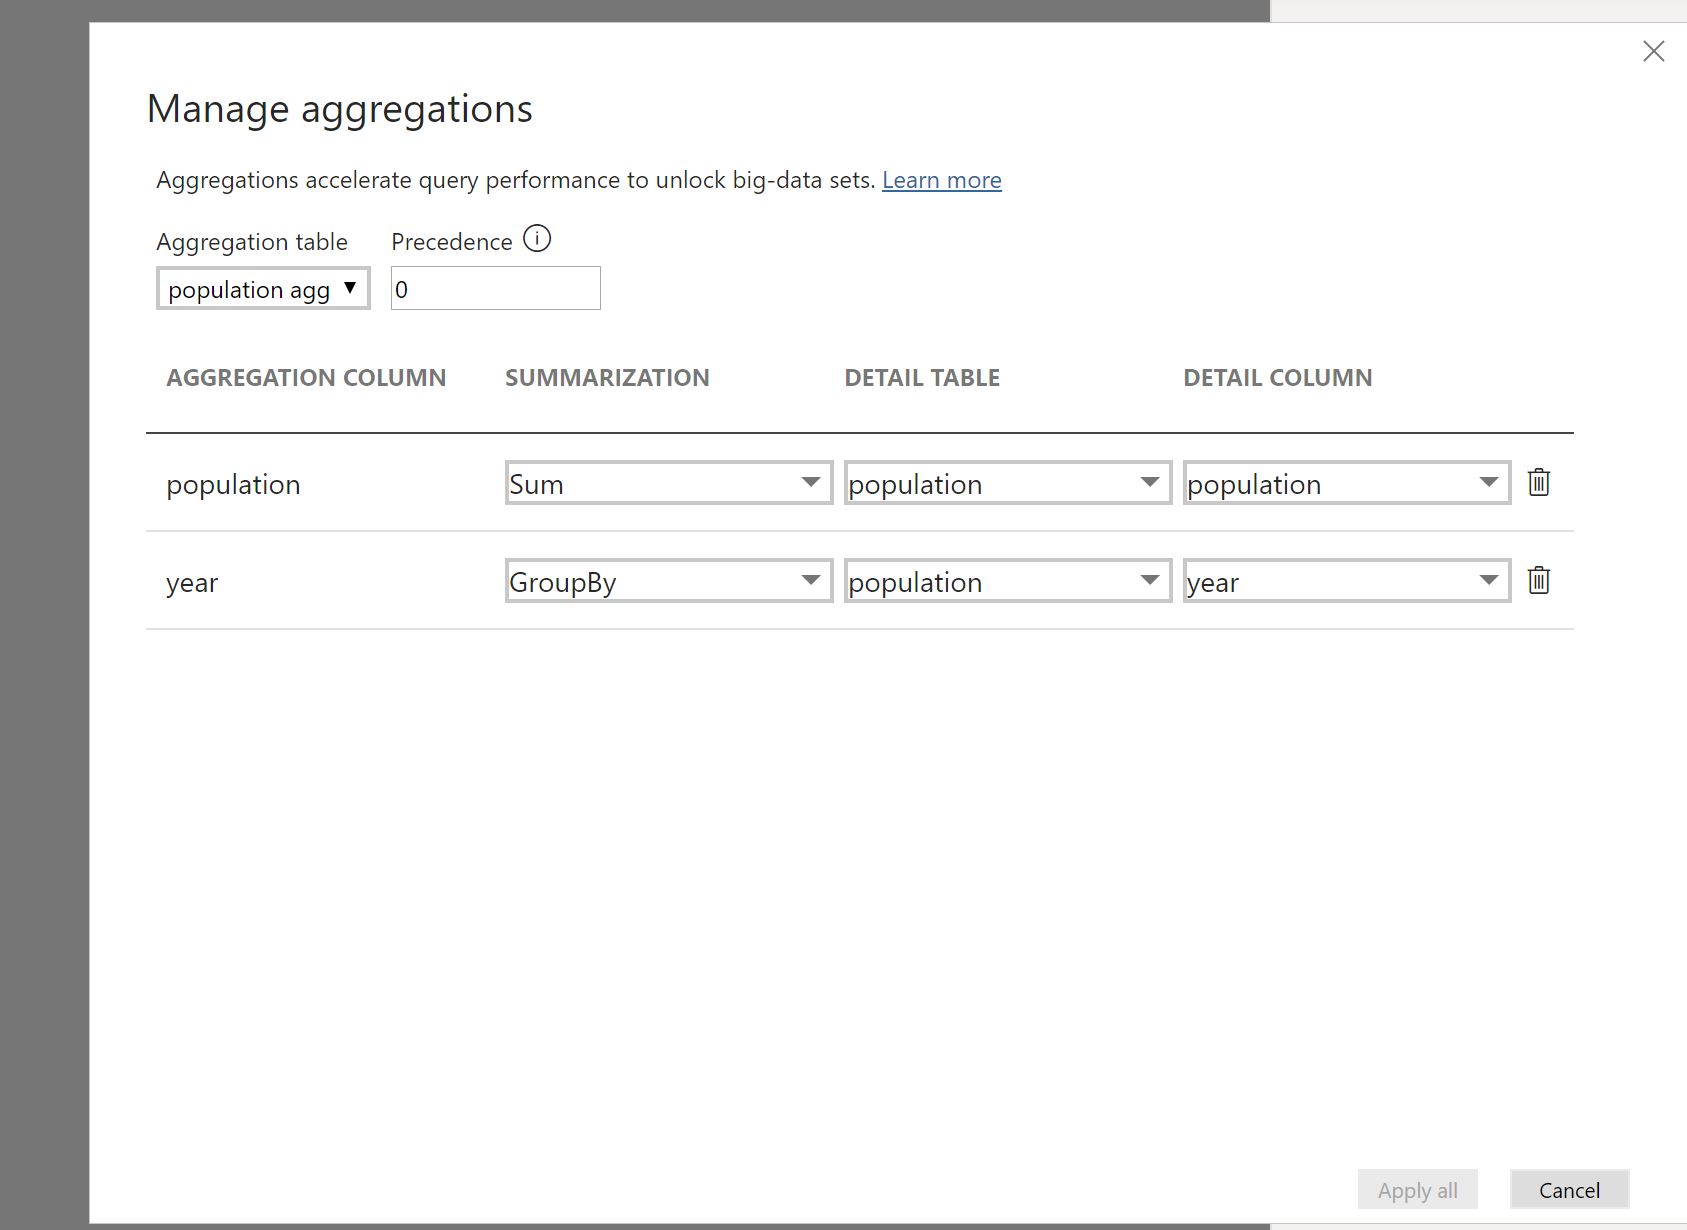 Manage aggregations
Aggregations accelerate query performance to unlock big-data sets. Learn more
Aggregation table Precedence
population agg 0
AGGREGATION COLUMN SUMMARIZATION DETAIL TABLE DETAIL COLUMN
population Sum population population
year GroupBy population year
Apply all Cancel